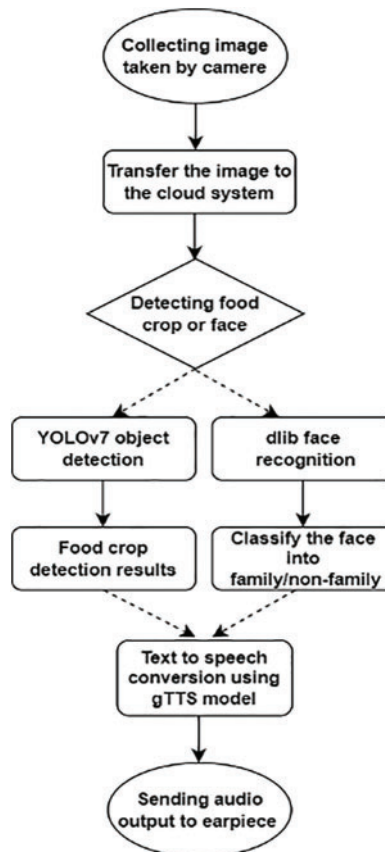 Collecting image
taken by camere
Transfer the image to
the cloud system
Detecting food
crop or face
YOLOv7 object
detection
dlib face
recognition
Food crop
detection results
Classify the face
into
family/non-family
Text to speech
conversion using
gTTS model
Sending audio
output to earpiece